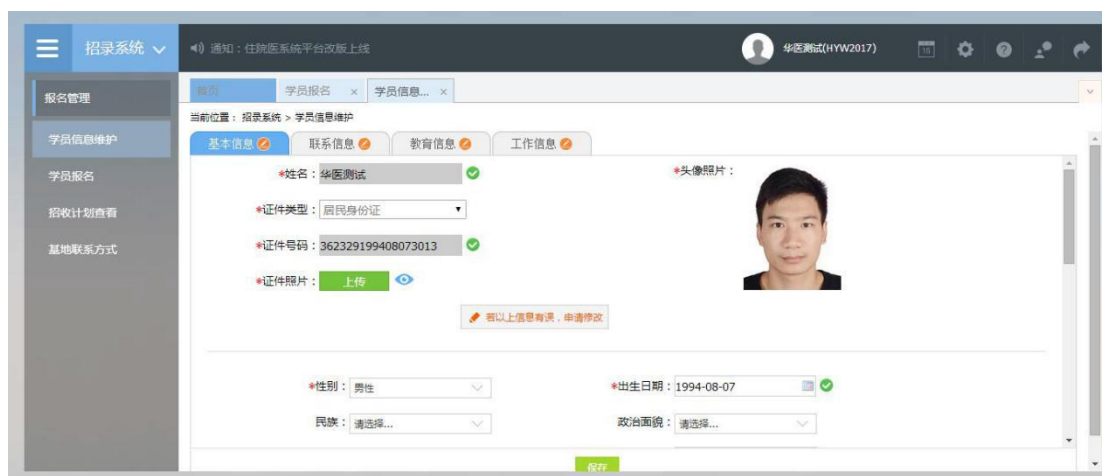 招录系统
通知：住院医系统平台改版上线
华医测试(HYW2017)
报名管理
学员信息维护
学员报名
招收计划查看
基地联系方式
首页
学员报名 ×
学员信息... ×
当前位置： 招录系统 > 学员信息维护
基本信息
联系信息
教育信息
工作信息
*姓名：华医测试
*头像照片：
*证件类型：居民身份证
*证件号码：362329199408073013
*证件照片：上传
若以上信息有误，申请修改
*性别：男性
*出生日期：1994-08-07
民族：请选择...
政治面貌：请选择...
保存